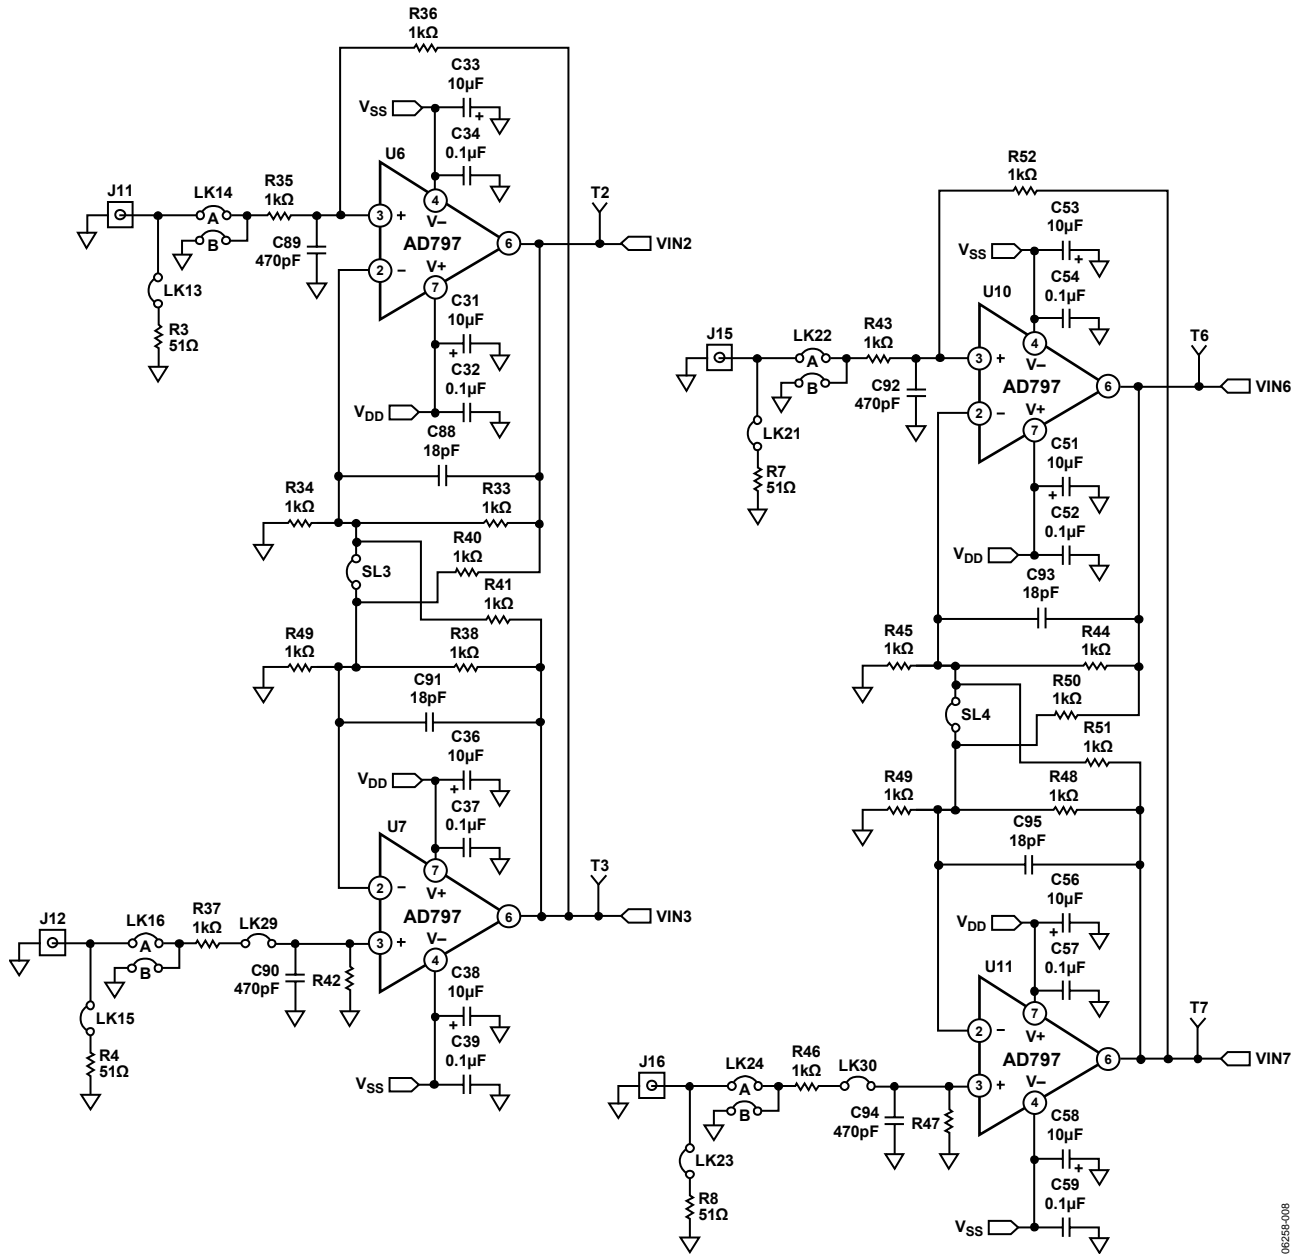 R36
1kΩ
C33
10µF
VSS
+
C34
0.1µF
U6
J11
LK14
R35
1kΩ
A
B
3
+
4
V–
AD797
6
T2
VIN2
C89
470pF
2
–
V+
7
LK13
R3
51Ω
C31
10µF
+
C32
0.1µF
VDD
C88
18pF
R34
1kΩ
R33
1kΩ
R40
1kΩ
SL3
R41
1kΩ
R49
1kΩ
R38
1kΩ
C91
18pF
C36
10µF
VDD
+
C37
0.1µF
U7
7
V+
2
–
AD797
6
T3
VIN3
J12
LK16
R37
1kΩ
LK29
A
B
3
+
V–
4
C90
470pF
R42
LK15
R4
51Ω
C38
10µF
+
C39
0.1µF
VSS
R52
1kΩ
C53
10µF
VSS
+
C54
0.1µF
U10
J15
LK22
R43
1kΩ
A
B
3
+
4
V–
AD797
6
T6
VIN6
C92
470pF
2
–
V+
7
LK21
R7
51Ω
C51
10µF
+
C52
0.1µF
VDD
C93
18pF
R45
1kΩ
R44
1kΩ
R50
1kΩ
SL4
R51
1kΩ
R49
1kΩ
R48
1kΩ
C95
18pF
C56
10µF
VDD
+
C57
0.1µF
U11
7
V+
2
–
AD797
6
T7
VIN7
J16
LK24
R46
1kΩ
LK30
A
B
3
+
V–
4
C94
470pF
R47
LK23
R8
51Ω
C58
10µF
+
C59
0.1µF
VSS
06258-008